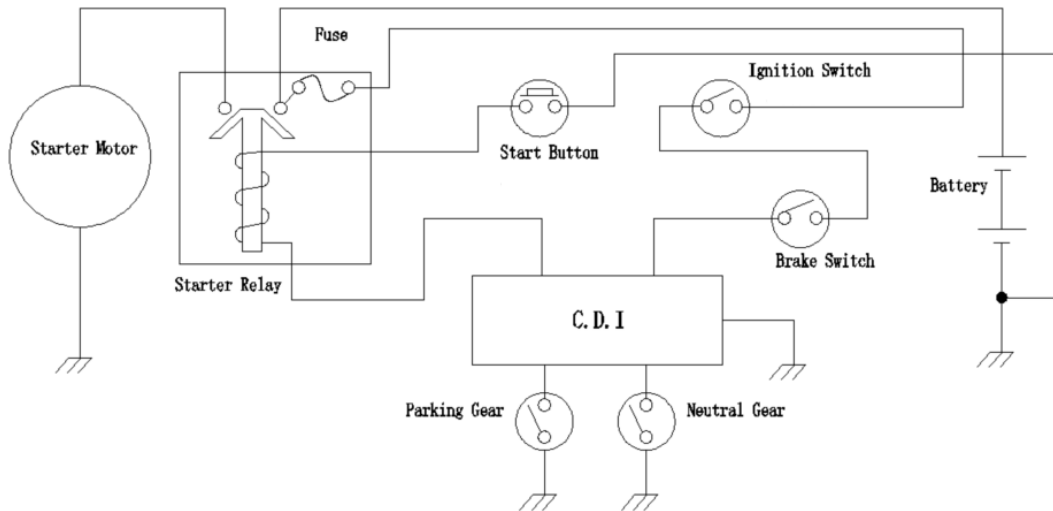 Fuse
Ignition Switch
Starter Motor
Start Button
Battery
Brake Switch
Starter Relay
C.D.I
Parking Gear
Neutral Gear